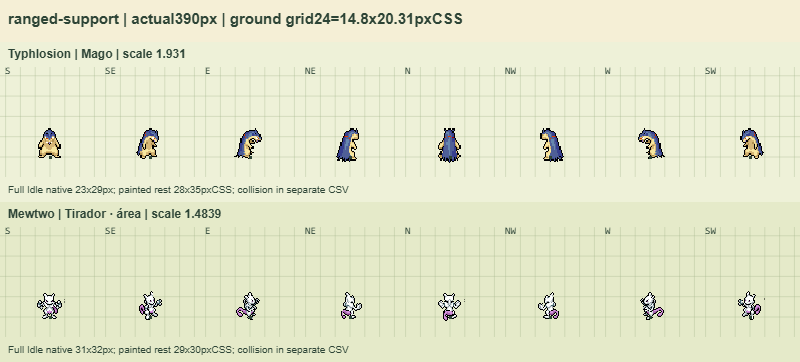 ranged-support | actual390px | ground grid24=14.8x20.31pxCSS
Typhlosion | Mago | scale 1.931
S SE E NE N NW W SW
Full Idle native 23x29px; painted rest 28x35pxCSS; collision in separate CSV
Mewtwo | Tirador · área | scale 1.4839
S SE E NE N NW W SW
Full Idle native 31x32px; painted rest 29x30pxCSS; collision in separate CSV